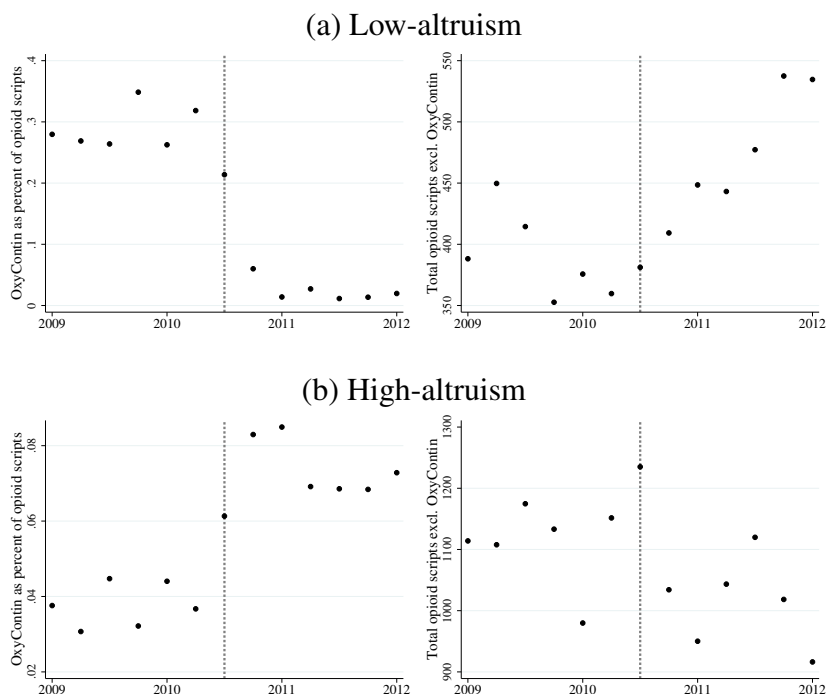 (a) Low-altruism
OxyContin as percent of opioid scripts
.4
.3
.2
.1
0
2009 2010 2011 2012
Total opioid scripts excl. OxyContin
550
500
450
400
350
2009 2010 2011 2012
(b) High-altruism
OxyContin as percent of opioid scripts
.08
.06
.04
.02
2009 2010 2011 2012
Total opioid scripts excl. OxyContin
1300
1200
1100
1000
900
2009 2010 2011 2012